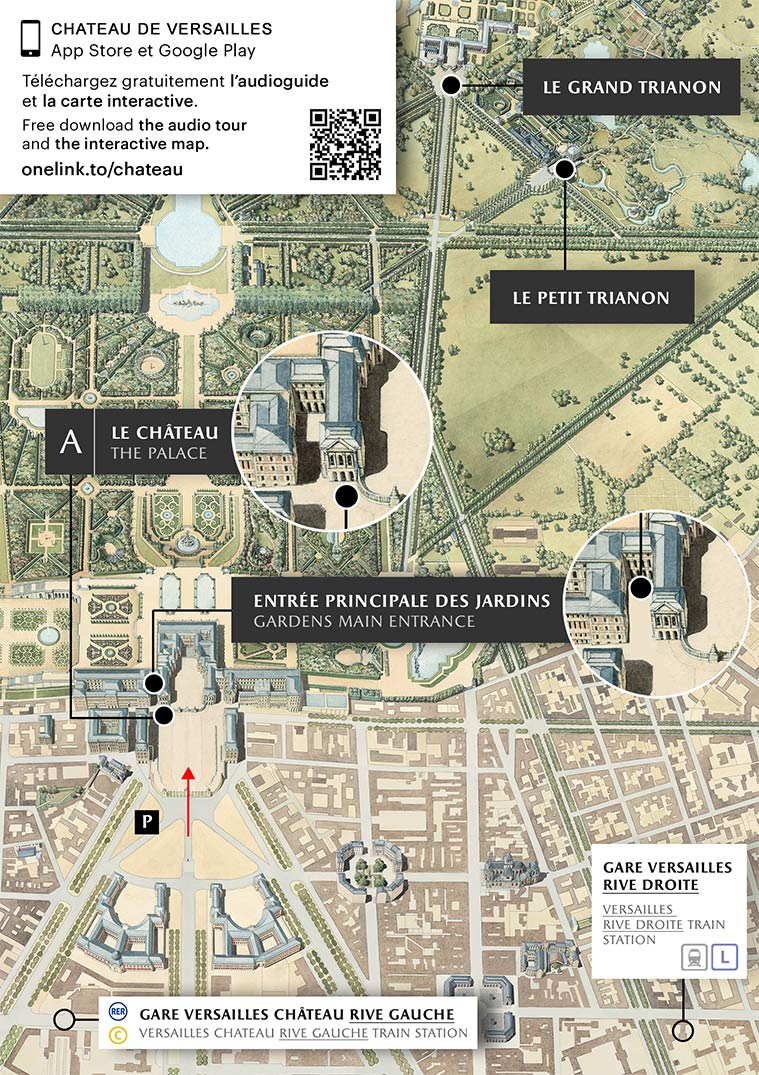 CHATEAU DE VERSAILLES
App Store et Google Play
Téléchargez gratuitement l'audioguide
et la carte interactive.
Free download the audio tour
and the interactive map.
onelink.to/chateau
LE GRAND TRIANON
LE PETIT TRIANON
A
LE CHÂTEAU
THE PALACE
ENTRÉE PRINCIPALE DES JARDINS
GARDENS MAIN ENTRANCE
P
GARE VERSAILLES
RIVE DROITE
VERSAILLES
RIVE DROITE TRAIN
STATION
L
RER
GARE VERSAILLES CHÂTEAU RIVE GAUCHE
C
VERSAILLES CHATEAU RIVE GAUCHE TRAIN STATION